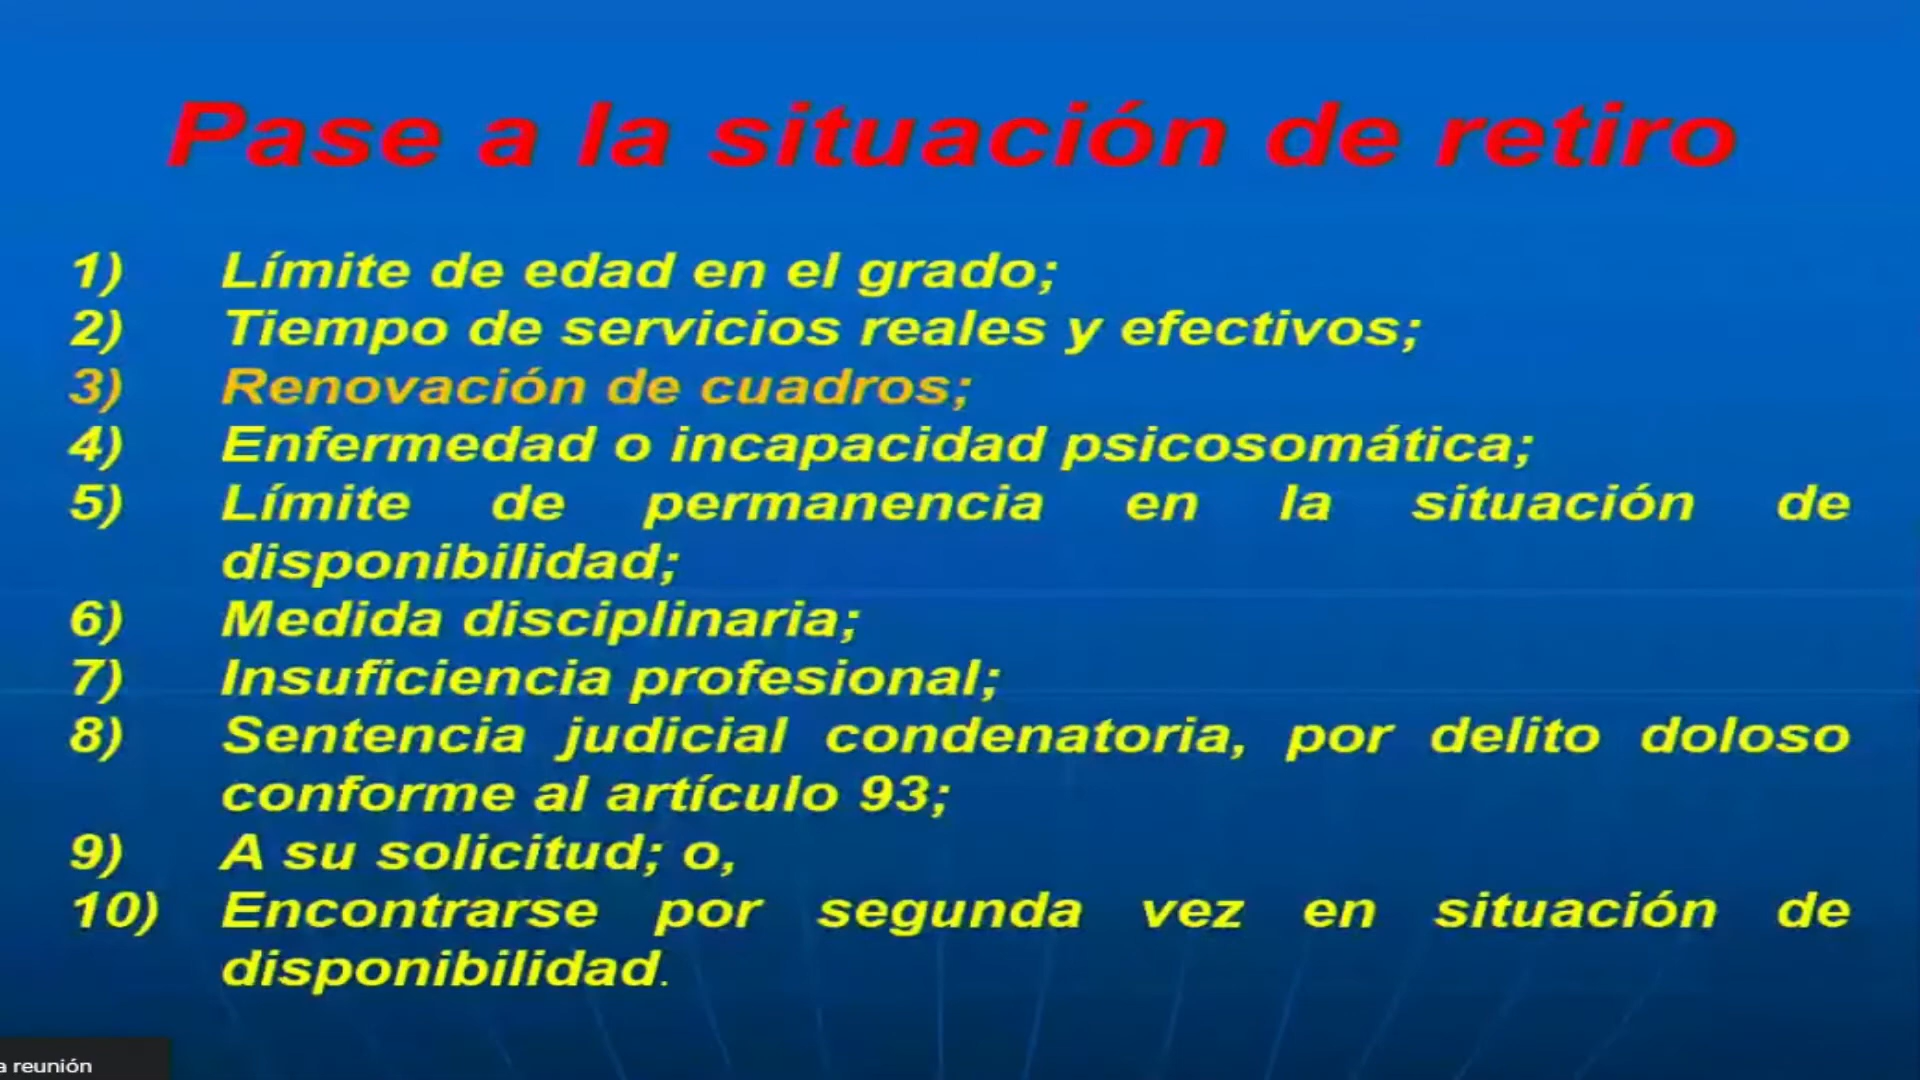 Pase a la situación de retiro
1) Límite de edad en el grado;
2) Tiempo de servicios reales y efectivos;
3) Renovación de cuadros;
4) Enfermedad o incapacidad psicosomática;
5) Límite de permanencia en la situación de
disponibilidad;
6) Medida disciplinaria;
7) Insuficiencia profesional;
8) Sentencia judicial condenatoria, por delito doloso
conforme al artículo 93;
9) A su solicitud; o,
10) Encontrarse por segunda vez en situación de
disponibilidad.
a reunión